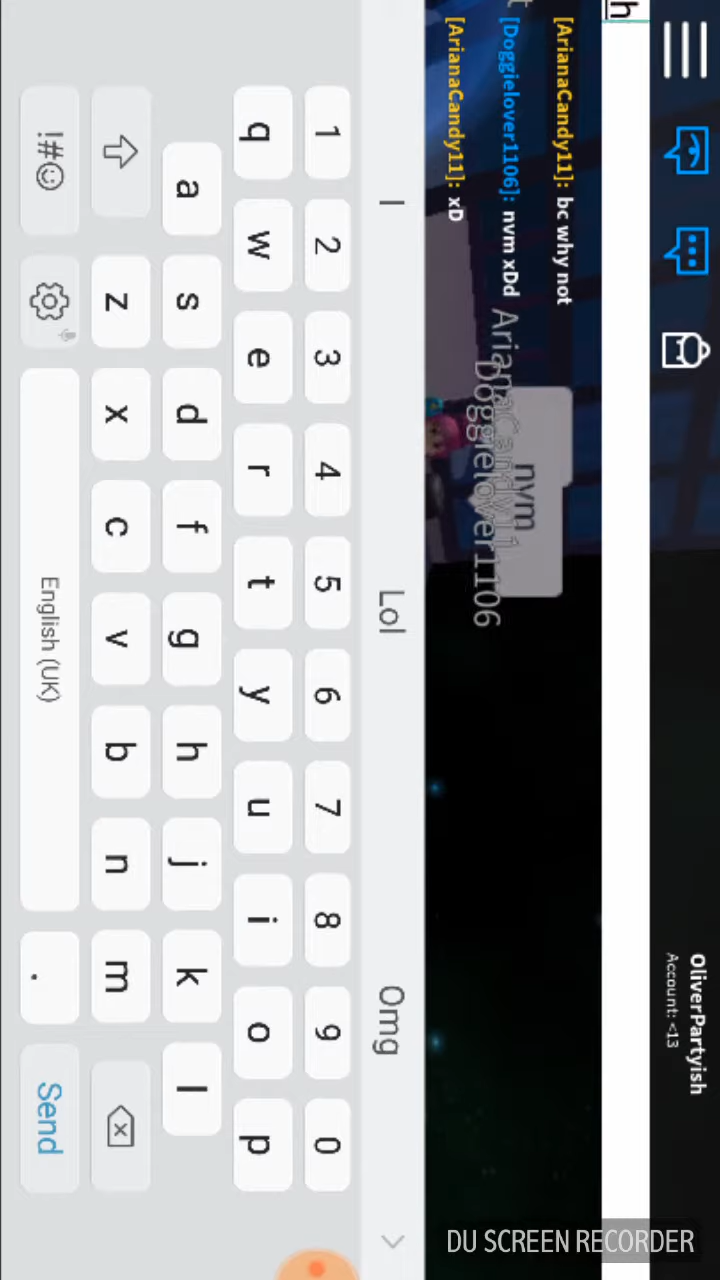 OliverPartyish
Account: <13
h
[ArianaCandy11]: bc why not
[Doggielover1106]: nvm xDd
[ArianaCandy11]: xD
nvm
ArianaCandy11
Doggielover1106
I Lol Omg
1 2 3 4 5 6 7 8 9 0
q w e r t y u i o p
a s d f g h j k l
z x c v b n m
!#☺ English (UK) . Send
DU SCREEN RECORDER